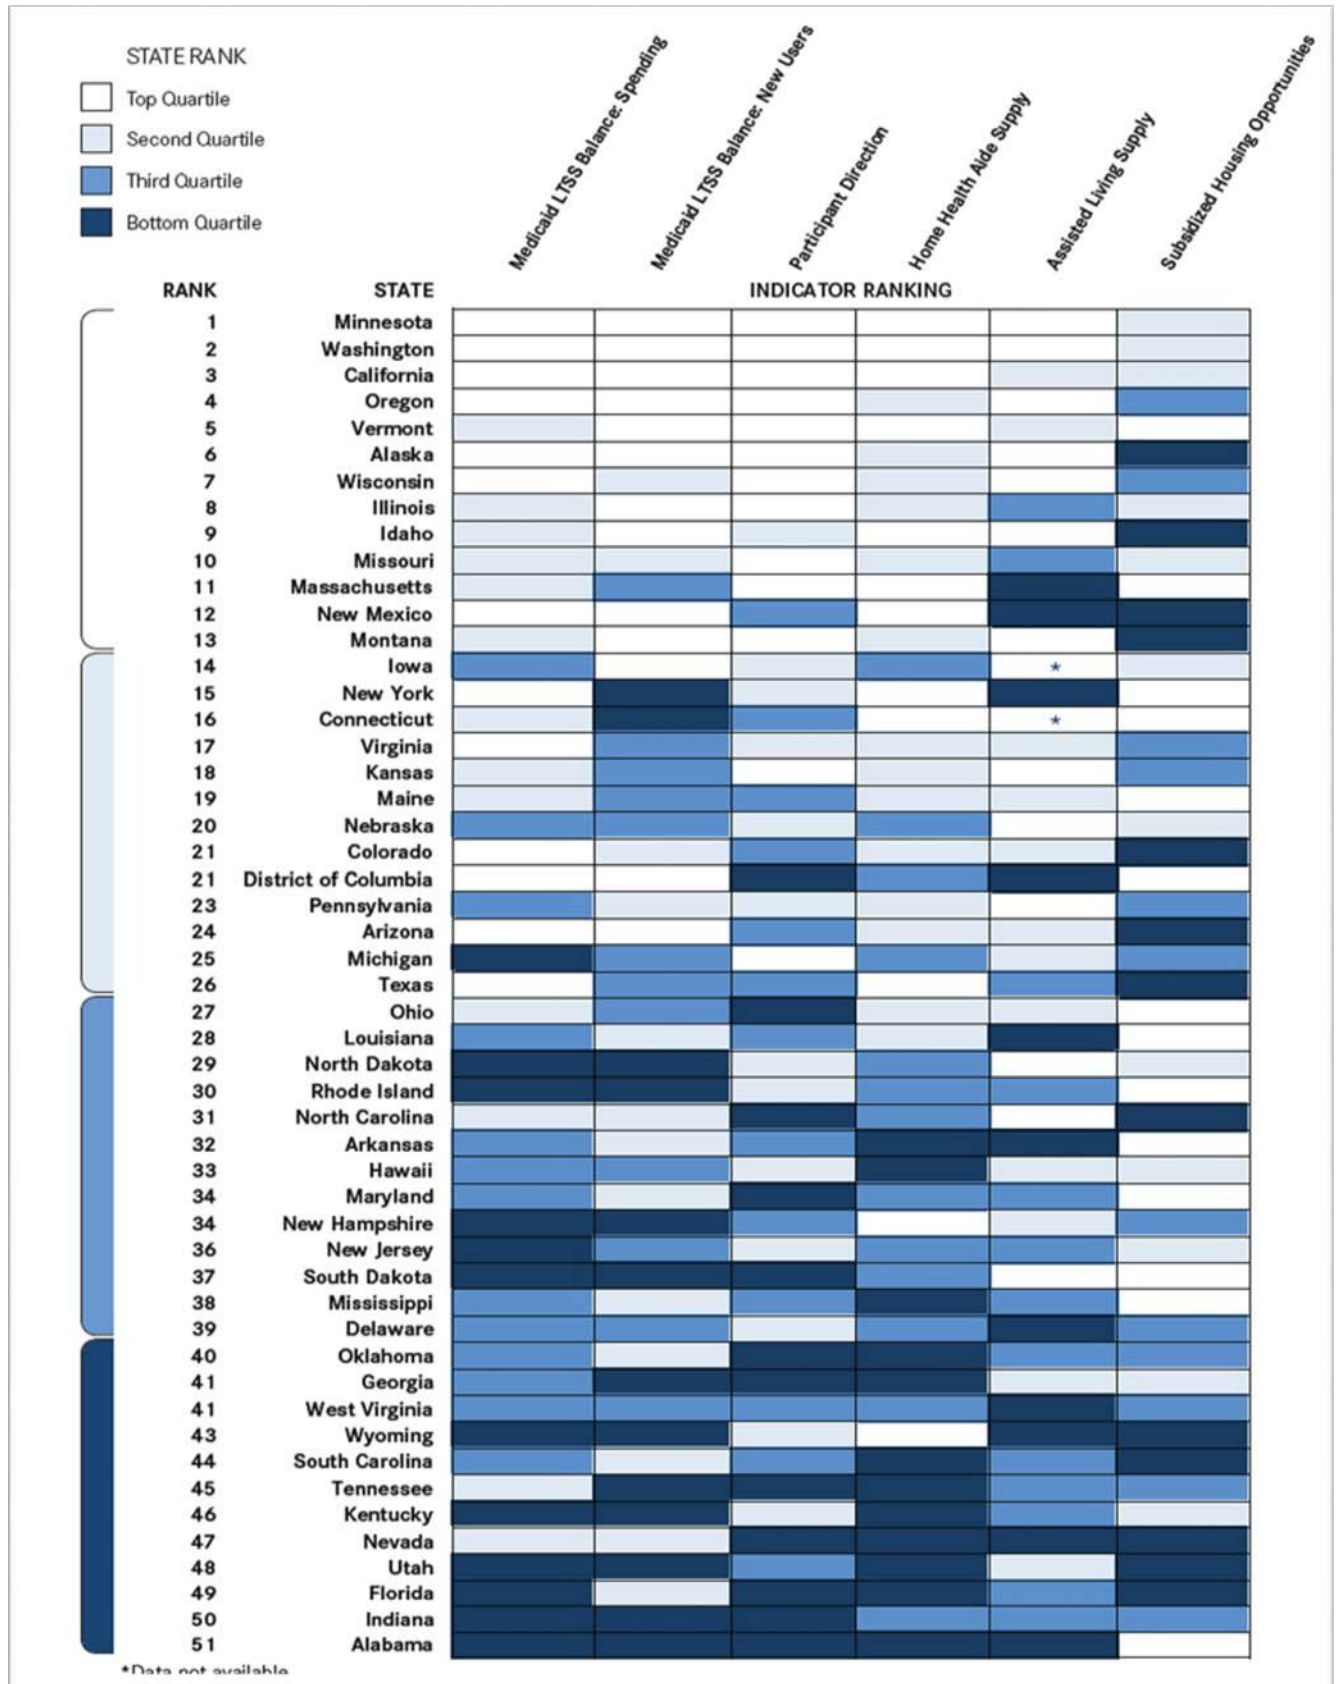 STATE RANK
Top Quartile
Second Quartile
Third Quartile
Bottom Quartile
Medicaid LTSS Balance: Spending
Medicaid LTSS Balance: New Users
Participant Direction
Home Health Aide Supply
Assisted Living Supply
Subsidized Housing Opportunities
RANK STATE INDICATOR RANKING
1 Minnesota
2 Washington
3 California
4 Oregon
5 Vermont
6 Alaska
7 Wisconsin
8 Illinois
9 Idaho
10 Missouri
11 Massachusetts
12 New Mexico
13 Montana
14 Iowa *
15 New York
16 Connecticut *
17 Virginia
18 Kansas
19 Maine
20 Nebraska
21 Colorado
21 District of Columbia
23 Pennsylvania
24 Arizona
25 Michigan
26 Texas
27 Ohio
28 Louisiana
29 North Dakota
30 Rhode Island
31 North Carolina
32 Arkansas
33 Hawaii
34 Maryland
34 New Hampshire
36 New Jersey
37 South Dakota
38 Mississippi
39 Delaware
40 Oklahoma
41 Georgia
41 West Virginia
43 Wyoming
44 South Carolina
45 Tennessee
46 Kentucky
47 Nevada
48 Utah
49 Florida
50 Indiana
51 Alabama
*Data not available